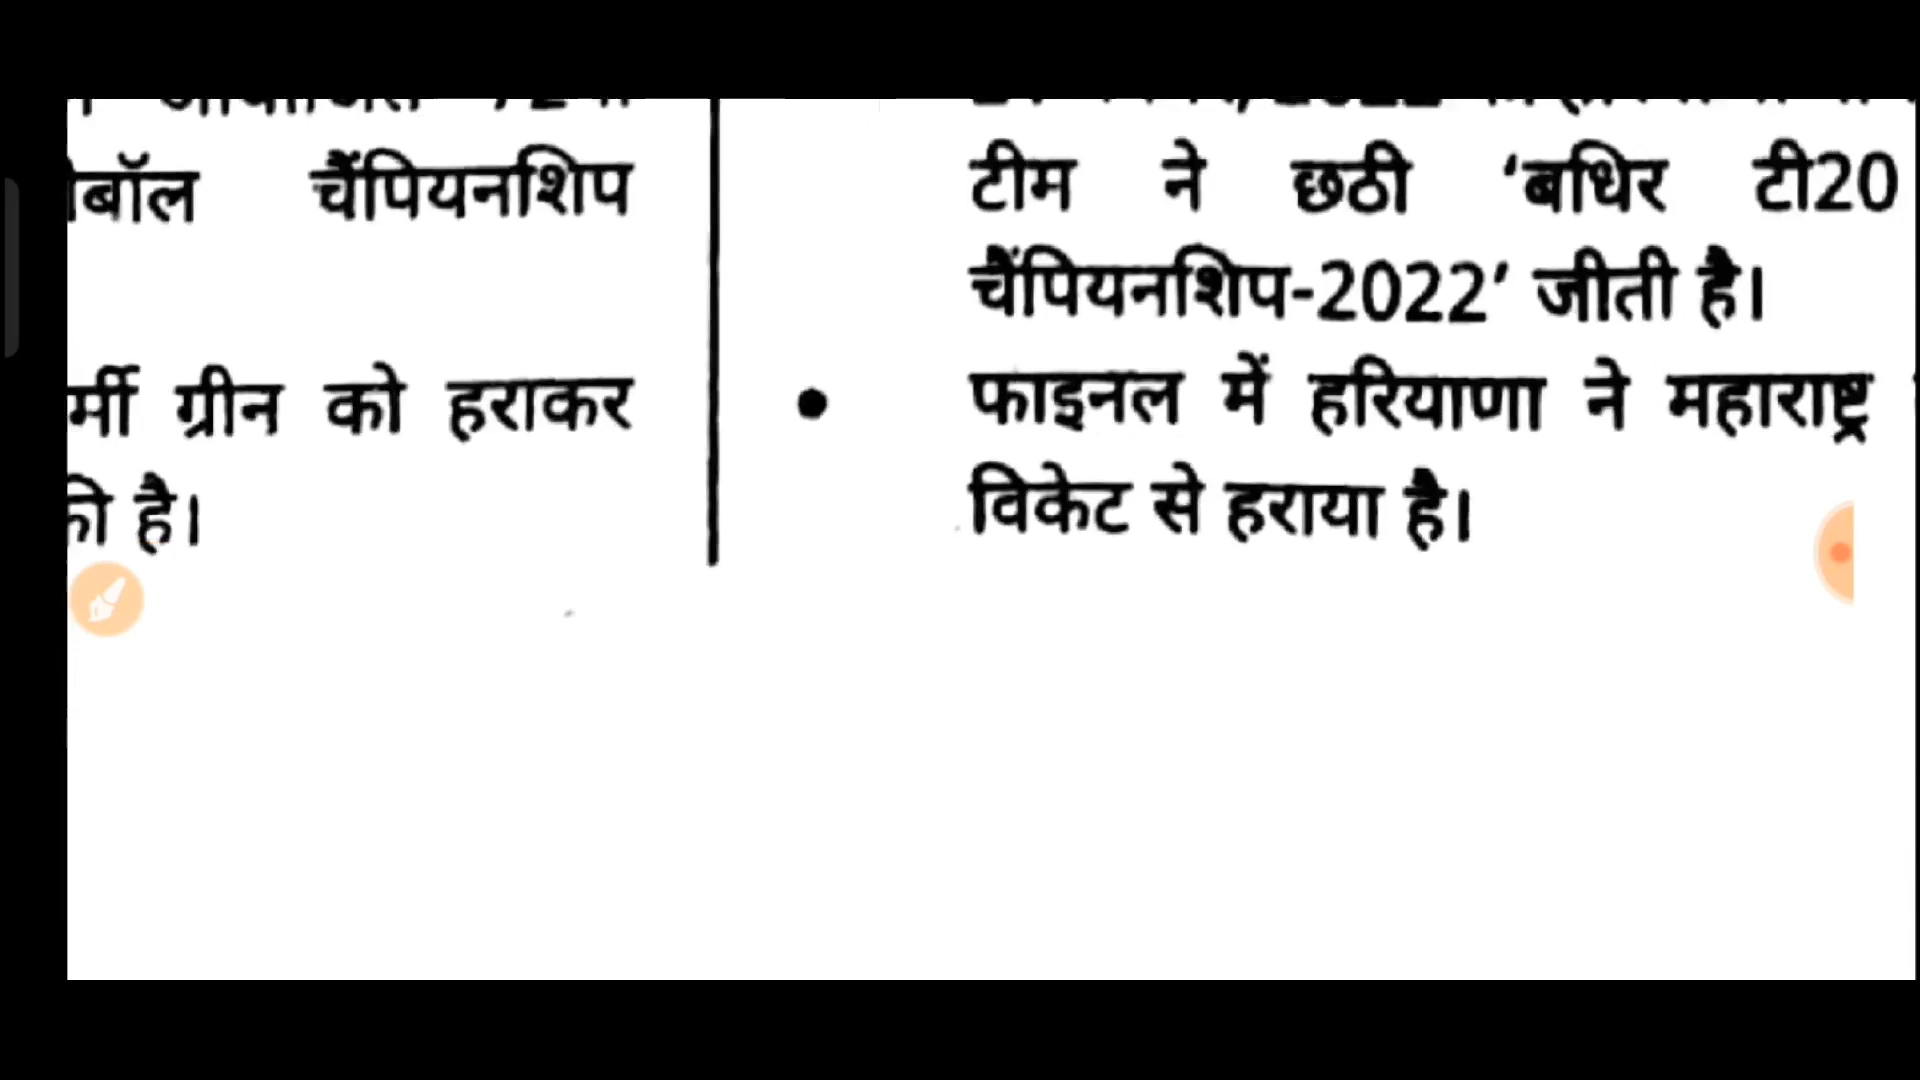 चैंपियनशिप
ग्रीन को हराकर
है।
टीम ने छठी ‘बधिर टी20
चैंपियनशिप-2022’ जीती है।
• फाइनल में हरियाणा ने महाराष्ट्र
विकेट से हराया है।